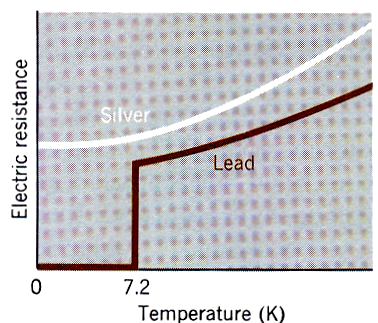 Electric resistance
Silver
Lead
0
7.2
Temperature (K)